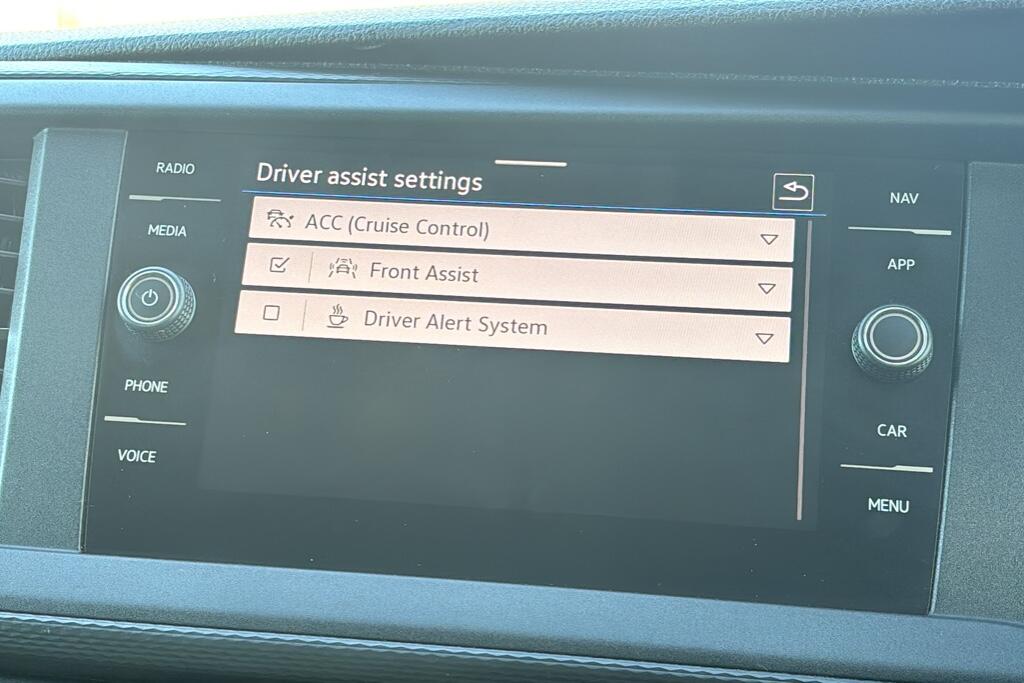 RADIO
MEDIA
PHONE
VOICE
Driver assist settings
ACC (Cruise Control)
Front Assist
Driver Alert System
NAV
APP
CAR
MENU